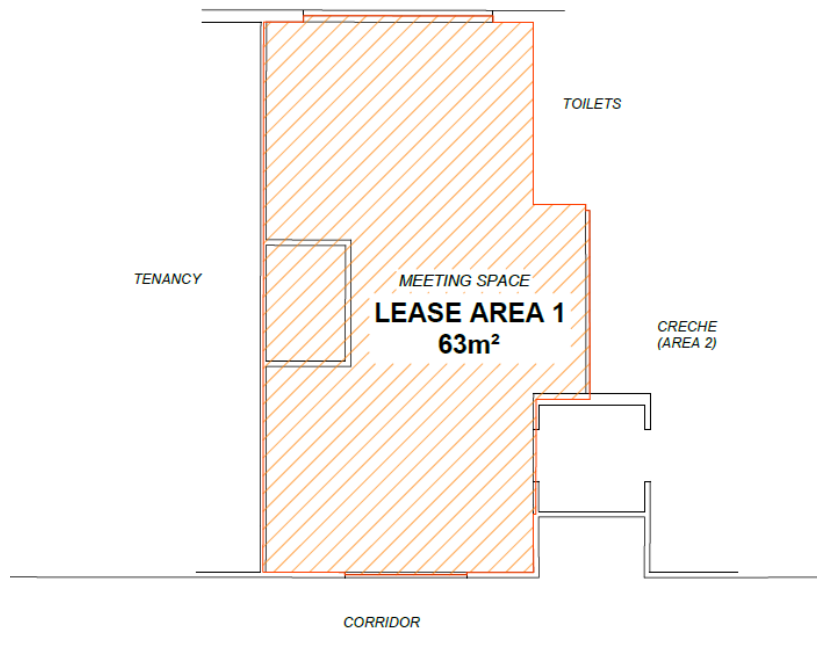 TOILETS
TENANCY
MEETING SPACE
LEASE AREA 1
63m²
CRECHE
(AREA 2)
CORRIDOR